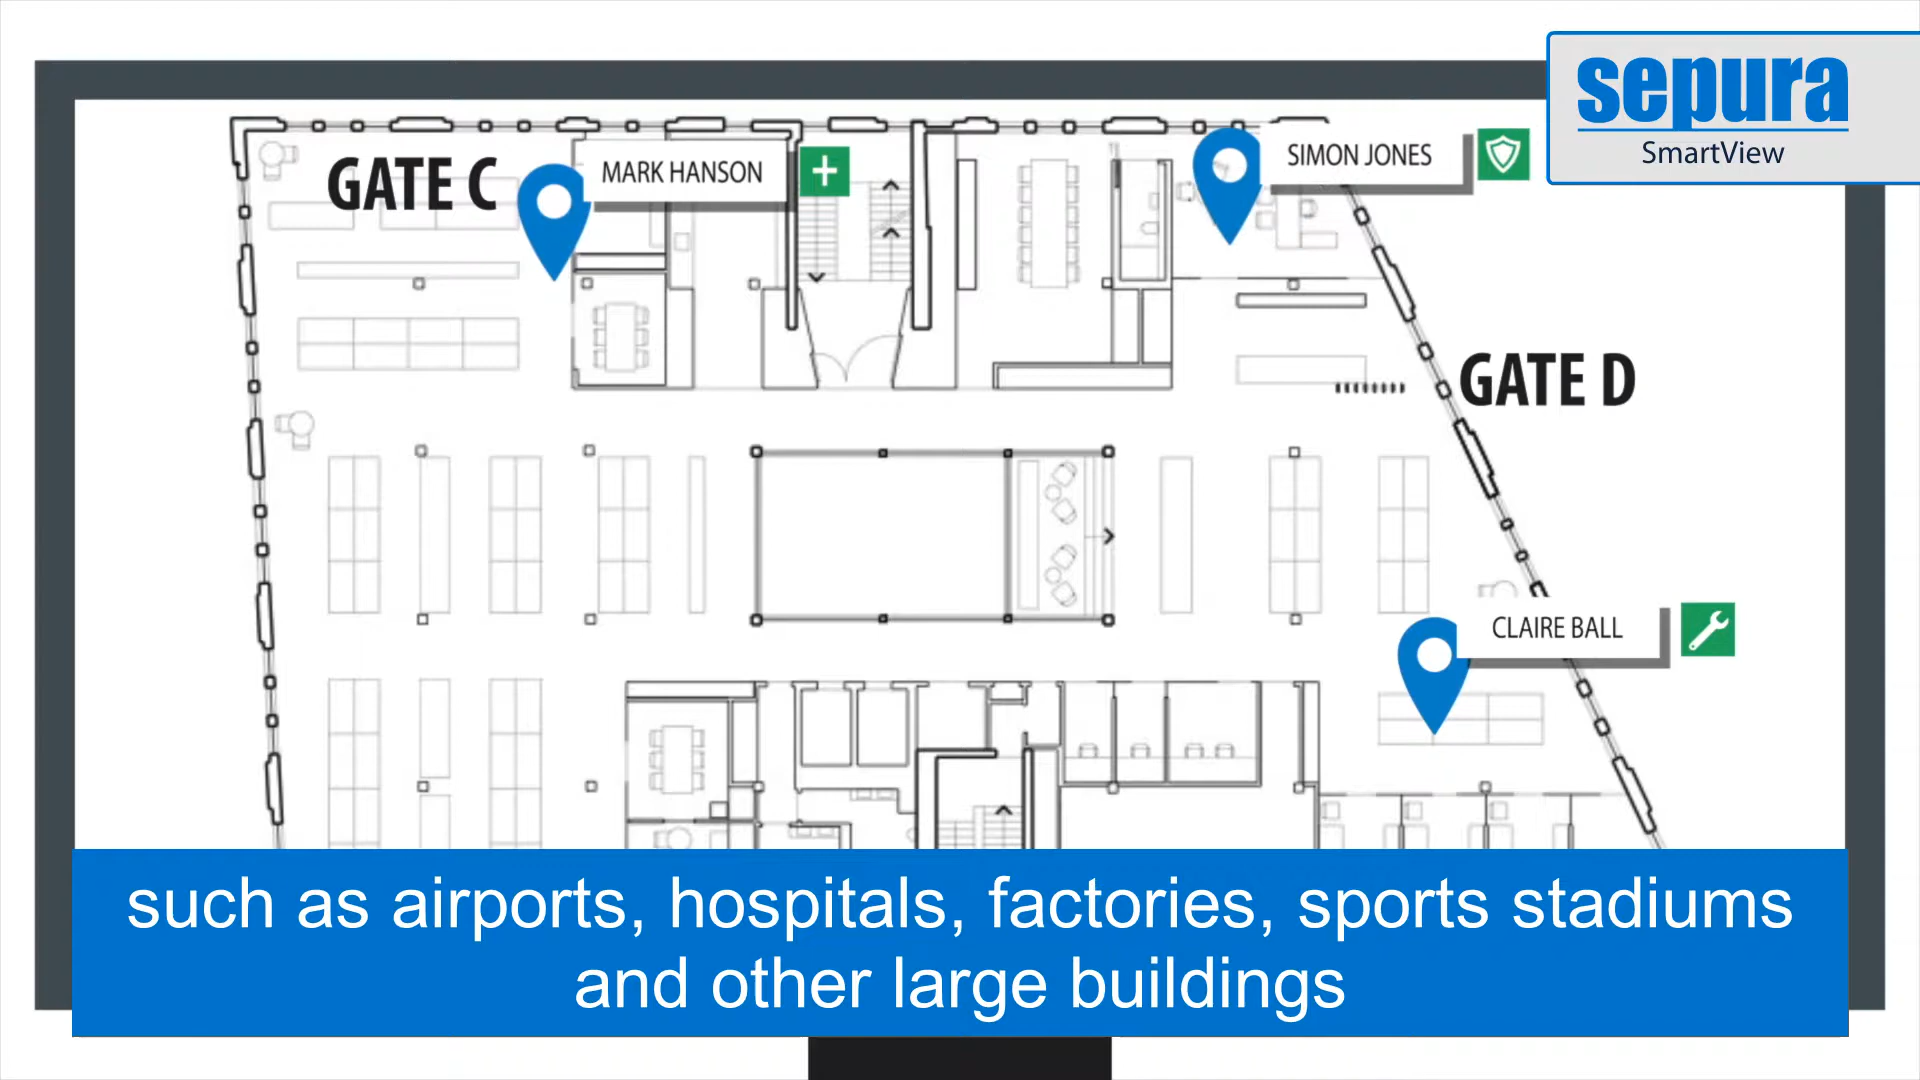 sepura
SmartView
GATE C
MARK HANSON
SIMON JONES
GATE D
CLAIRE BALL
such as airports, hospitals, factories, sports stadiums
and other large buildings